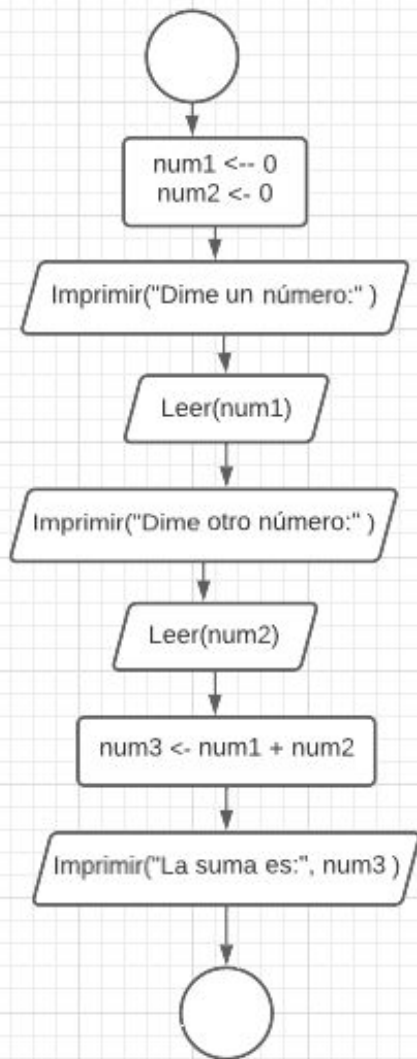 num1 <-- 0
num2 <- 0
Imprimir("Dime un número:" )
Leer(num1)
Imprimir("Dime otro número:" )
Leer(num2)
num3 <- num1 + num2
Imprimir("La suma es:", num3 )